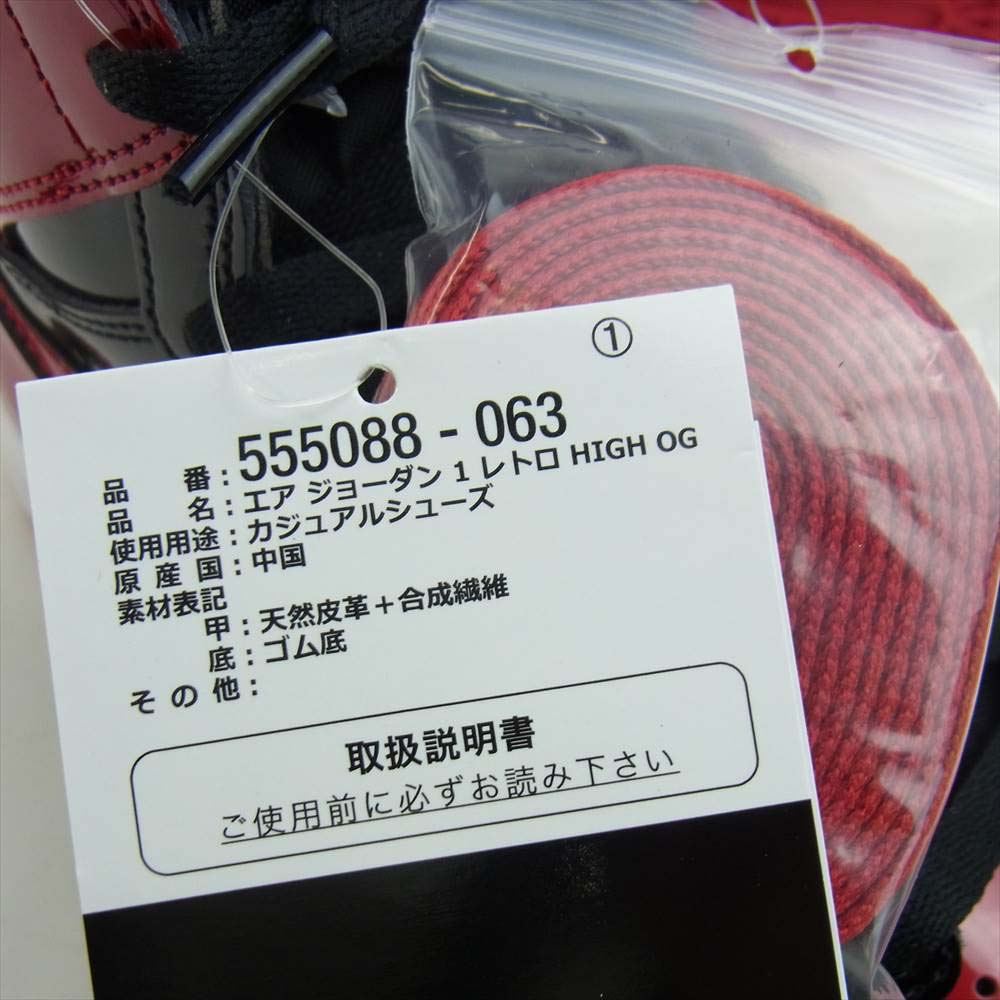 ①
品番：555088 - 063
品名：エア ジョーダン 1 レトロ HIGH OG
使用用途：カジュアルシューズ
原産国：中国
素材表記
甲：天然皮革＋合成繊維
底：ゴム底
その他：
取扱説明書
ご使用前に必ずお読み下さい